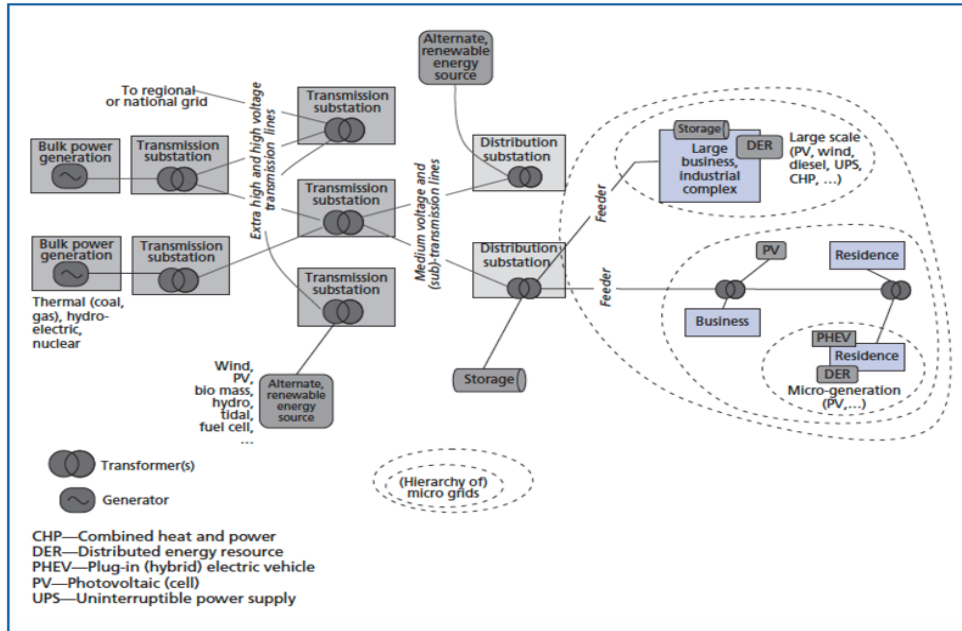 Alternate,
renewable
energy
source
To regional
or national grid
Extra high and high voltage
transmission lines
Transmission
substation
Bulk power
generation
Transmission
substation
Distribution
substation
Storage
DER
Large
business,
industrial
complex
Large scale
(PV, wind,
diesel, UPS,
CHP, ...)
Transmission
substation
Medium voltage and
(sub)-transmission lines
Feeder
Bulk power
generation
Transmission
substation
Thermal (coal,
gas), hydro-
electric,
nuclear
Transmission
substation
Distribution
substation
Feeder
PV
Residence
Business
PHEV
Residence
DER
Micro-generation
(PV,...)
Wind,
PV,
bio mass,
hydro,
tidal,
fuel cell,
...
Alternate,
renewable
energy
source
Storage
Transformer(s)
Generator
(Hierarchy of)
micro grids
CHP—Combined heat and power
DER—Distributed energy resource
PHEV—Plug-in (hybrid) electric vehicle
PV—Photovoltaic (cell)
UPS—Uninterruptible power supply